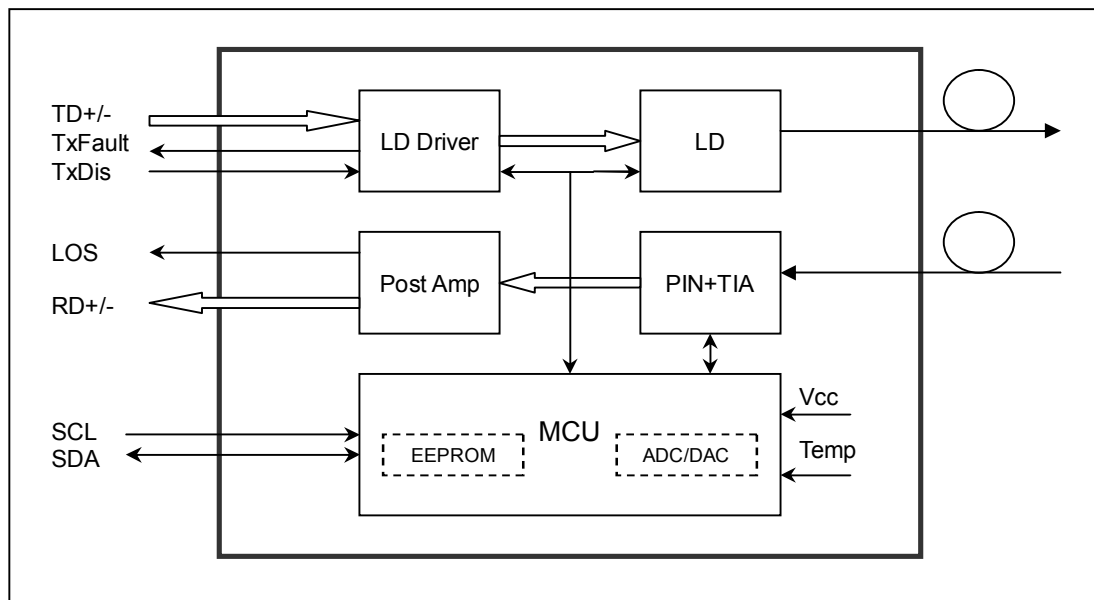 TD+/-
TxFault
TxDis
LD Driver
LD
LOS
RD+/-
Post Amp
PIN+TIA
SCL
SDA
MCU
EEPROM
ADC/DAC
Vcc
Temp